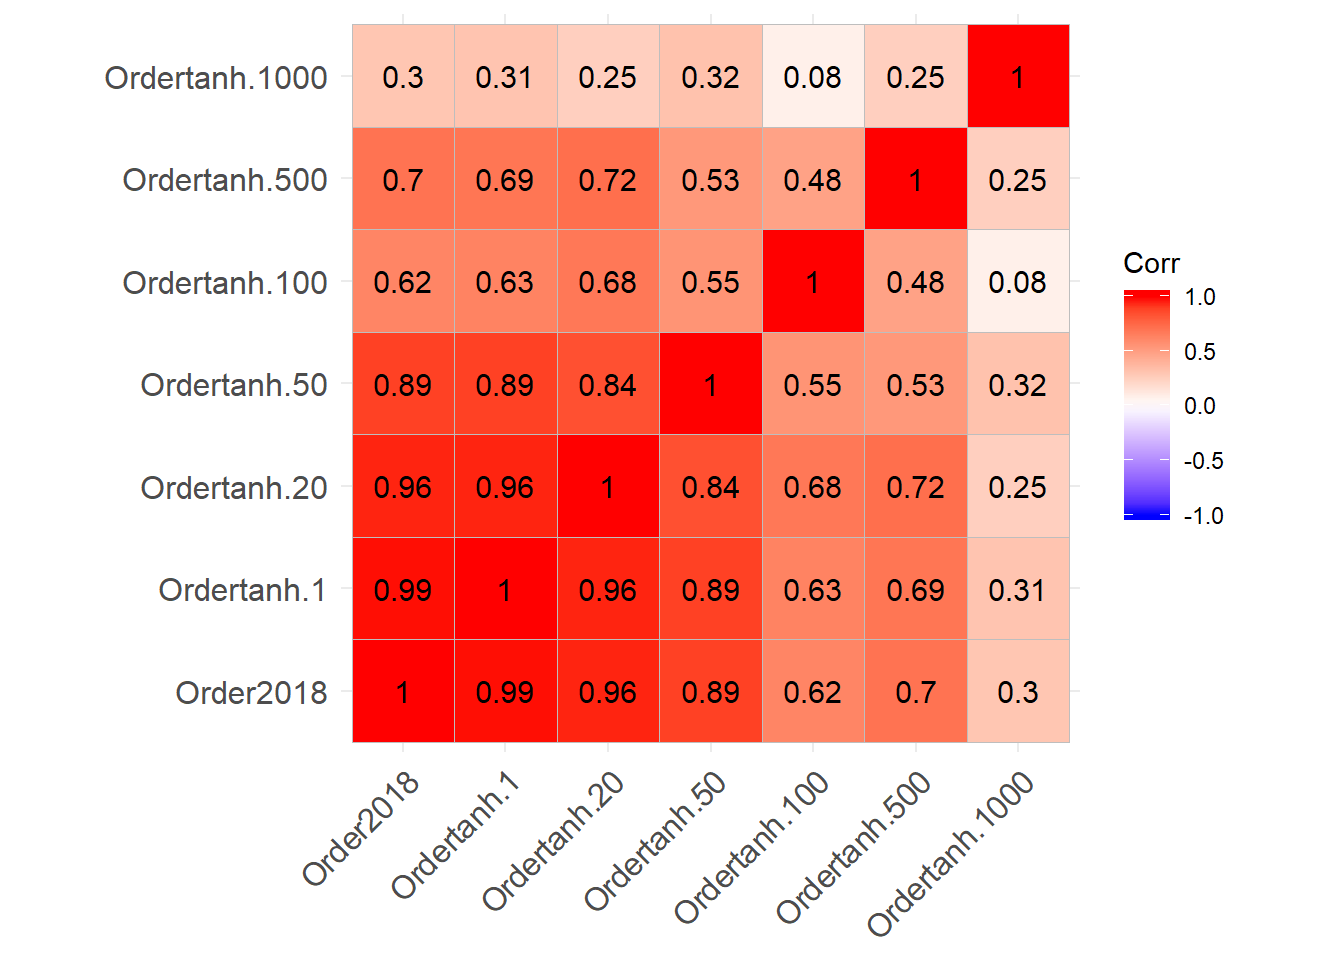 Ordertanh.1000 0.3 0.31 0.25 0.32 0.08 0.25 1
Ordertanh.500 0.7 0.69 0.72 0.53 0.48 1 0.25
Ordertanh.100 0.62 0.63 0.68 0.55 1 0.48 0.08
Ordertanh.50 0.89 0.89 0.84 1 0.55 0.53 0.32
Ordertanh.20 0.96 0.96 1 0.84 0.68 0.72 0.25
Ordertanh.1 0.99 1 0.96 0.89 0.63 0.69 0.31
Order2018 1 0.99 0.96 0.89 0.62 0.7 0.3
Order2018
Ordertanh.1
Ordertanh.20
Ordertanh.50
Ordertanh.100
Ordertanh.500
Ordertanh.1000
Corr
1.0
0.5
0.0
-0.5
-1.0